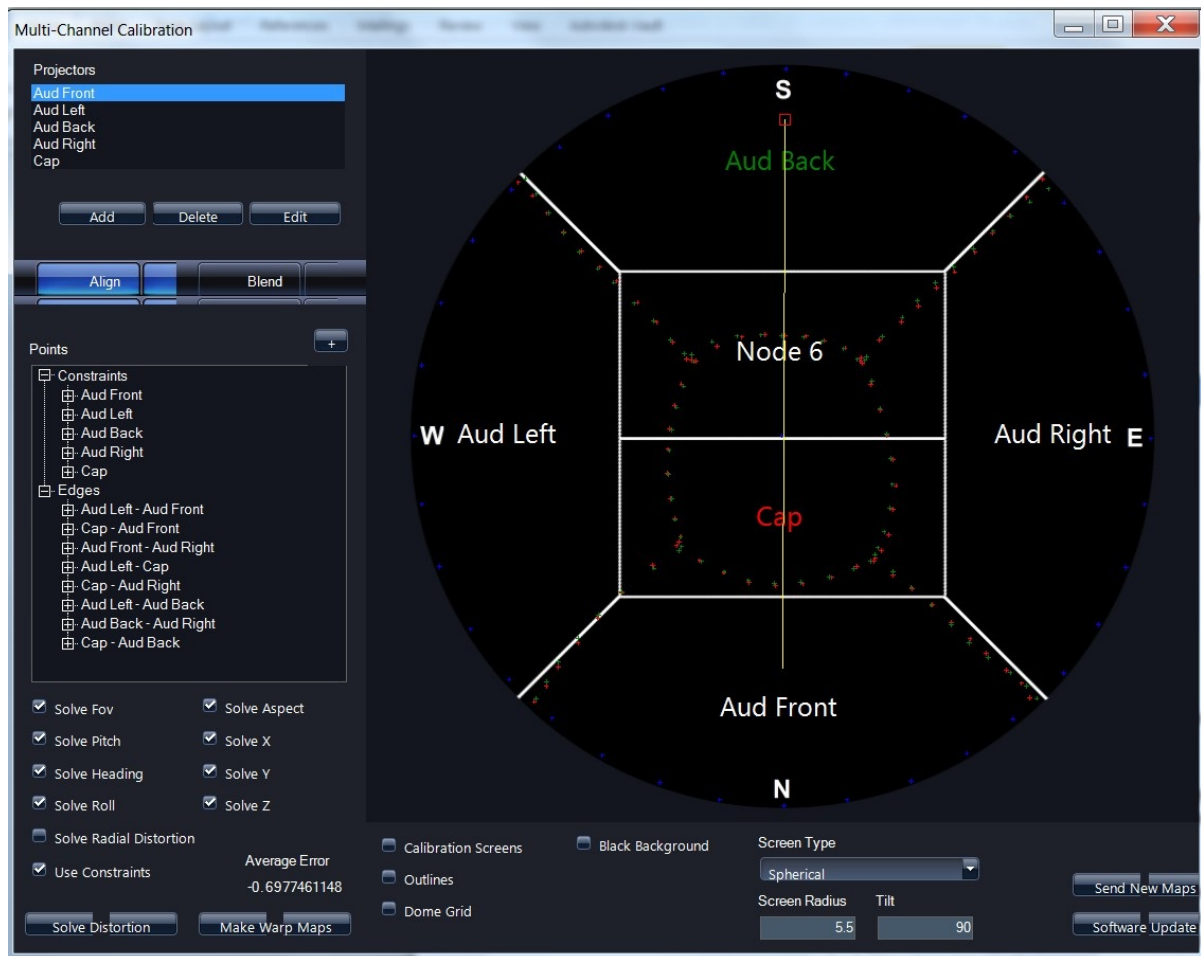 Multi-Channel Calibration
Projectors
Aud Front
Aud Left
Aud Back
Aud Right
Cap
Add Delete Edit
Align Blend
Points +
Constraints
Aud Front
Aud Left
Aud Back
Aud Right
Cap
Edges
Aud Left - Aud Front
Cap - Aud Front
Aud Front - Aud Right
Aud Left - Cap
Cap - Aud Right
Aud Left - Aud Back
Aud Back - Aud Right
Cap - Aud Back
Solve Fov Solve Aspect
Solve Pitch Solve X
Solve Heading Solve Y
Solve Roll Solve Z
Solve Radial Distortion
Use Constraints
Average Error
-0.6977461148
Solve Distortion Make Warp Maps
S
Aud Back
Node 6
W Aud Left Aud Right E
Cap
Aud Front
N
Calibration Screens Black Background
Outlines
Dome Grid
Screen Type
Spherical
Screen Radius Tilt
5.5 90
Send New Maps
Software Update